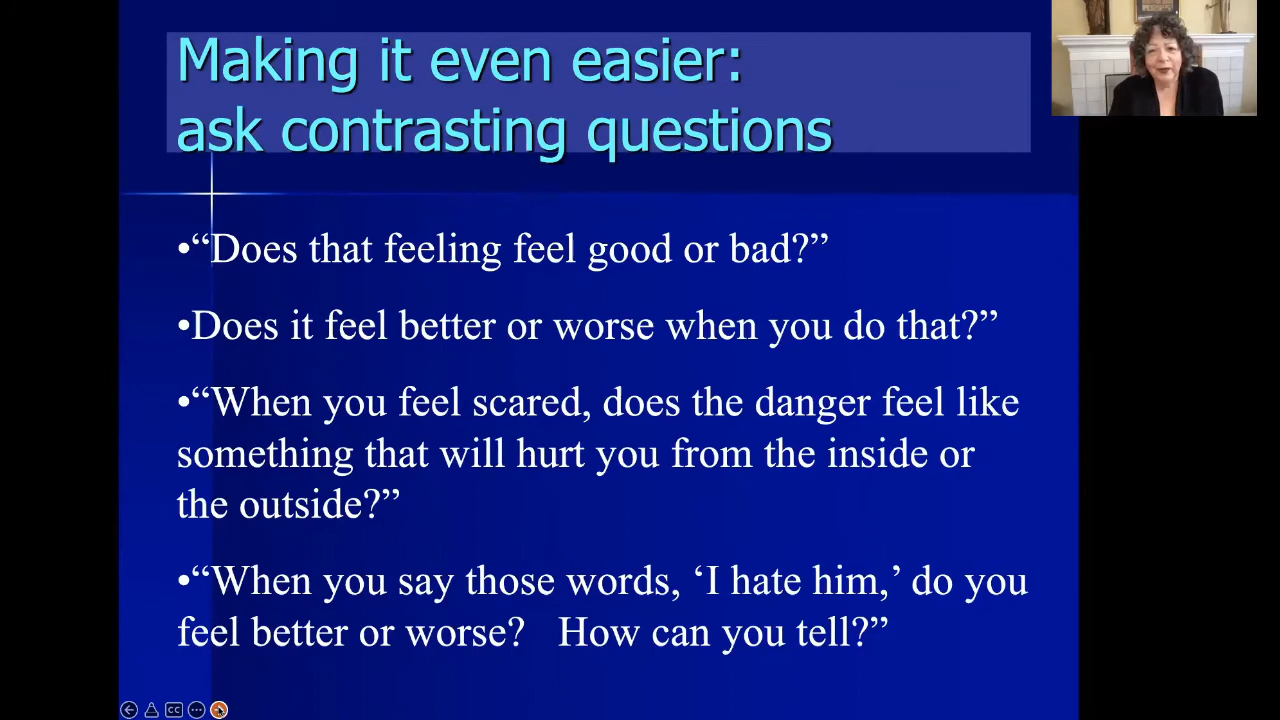 Making it even easier:
ask contrasting questions
•“Does that feeling feel good or bad?”
•Does it feel better or worse when you do that?”
•“When you feel scared, does the danger feel like
something that will hurt you from the inside or
the outside?”
•“When you say those words, ‘I hate him,’ do you
feel better or worse?   How can you tell?”
CC